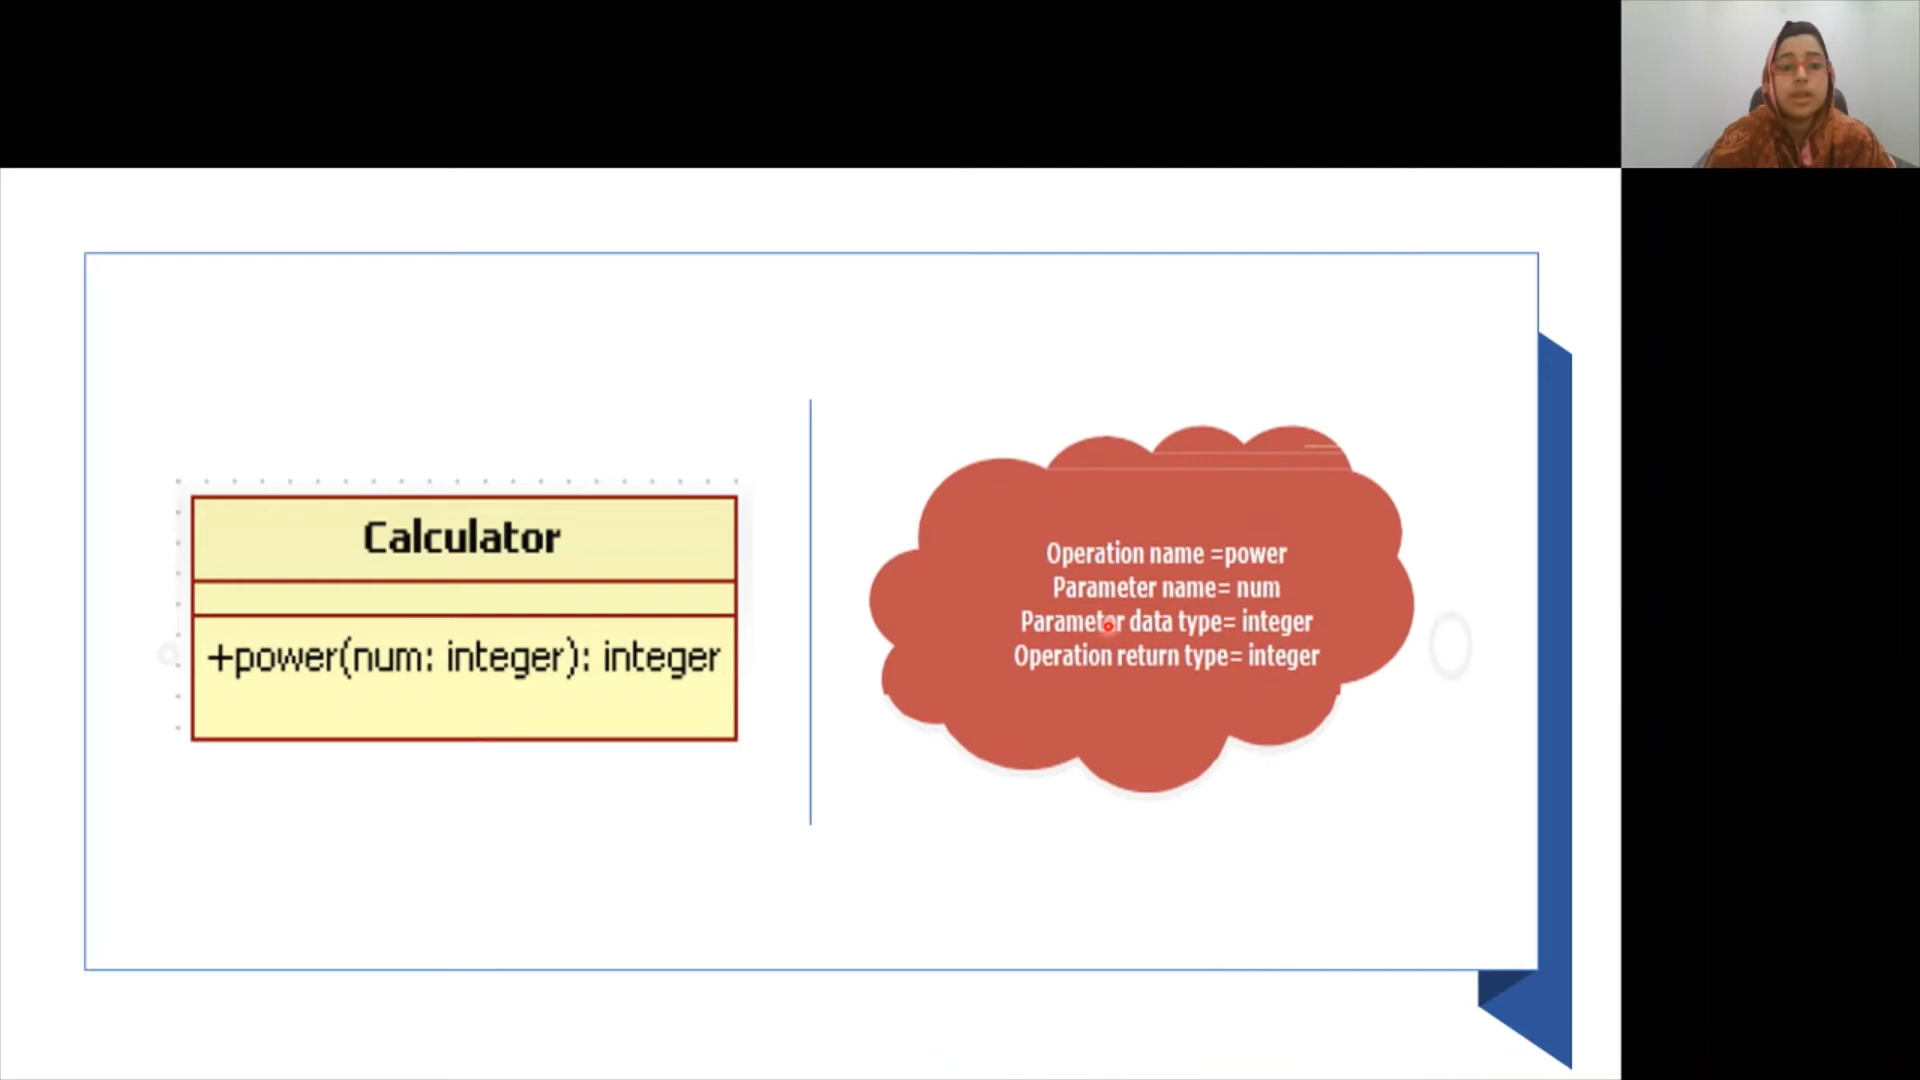 Calculator
+power(num: integer): integer
Operation name =power
Parameter name= num
Parameter data type= integer
Operation return type= integer